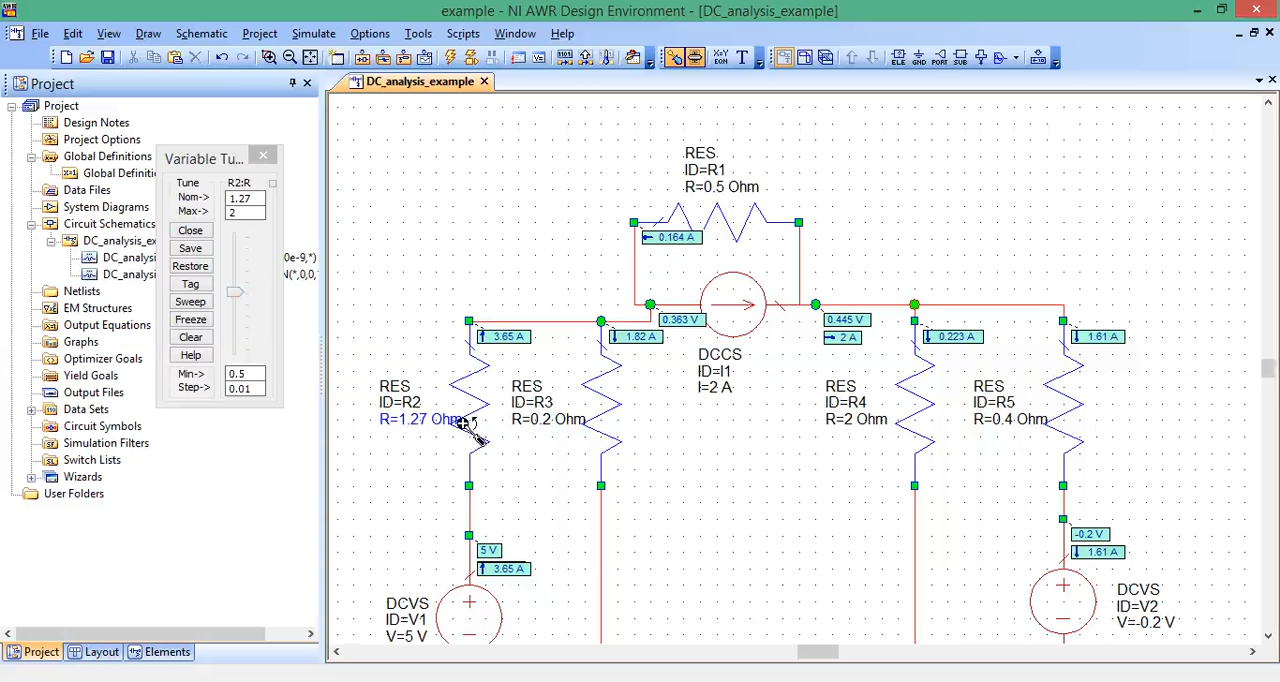 example - NI AWR Design Environment - [DC_analysis_example]
File Edit View Draw Schematic Project Simulate Options Tools Scripts Window Help
X=Y EQN T ELE GND PORT SUB
Project
DC_analysis_example
Project
Design Notes
Project Options
Global Definitions
Global Definiti
Data Files
System Diagrams
Circuit Schematics
DC_analysis_ex
DC_analysis
0e-9,*)
DC_analysis
N(*,0,0,
Netlists
EM Structures
Output Equations
Graphs
Optimizer Goals
Yield Goals
Output Files
Data Sets
Circuit Symbols
Simulation Filters
Switch Lists
Wizards
User Folders
Variable Tu...
Tune R2:R
Nom-> 1.27
Max-> 2
Close
Save
Restore
Tag
Sweep
Freeze
Clear
Help
Min-> 0.5
Step-> 0.01
Project Layout Elements
RES
ID=R1
R=0.5 Ohm
0.164 A
0.363 V
0.445 V
2 A
3.65 A
1.82 A
0.223 A
1.61 A
DCCS
ID=I1
I=2 A
RES
ID=R2
R=1.27 Ohm
RES
ID=R3
R=0.2 Ohm
RES
ID=R4
R=2 Ohm
RES
ID=R5
R=0.4 Ohm
5 V
3.65 A
-0.2 V
1.61 A
DCVS
ID=V1
V=5 V
DCVS
ID=V2
V=-0.2 V